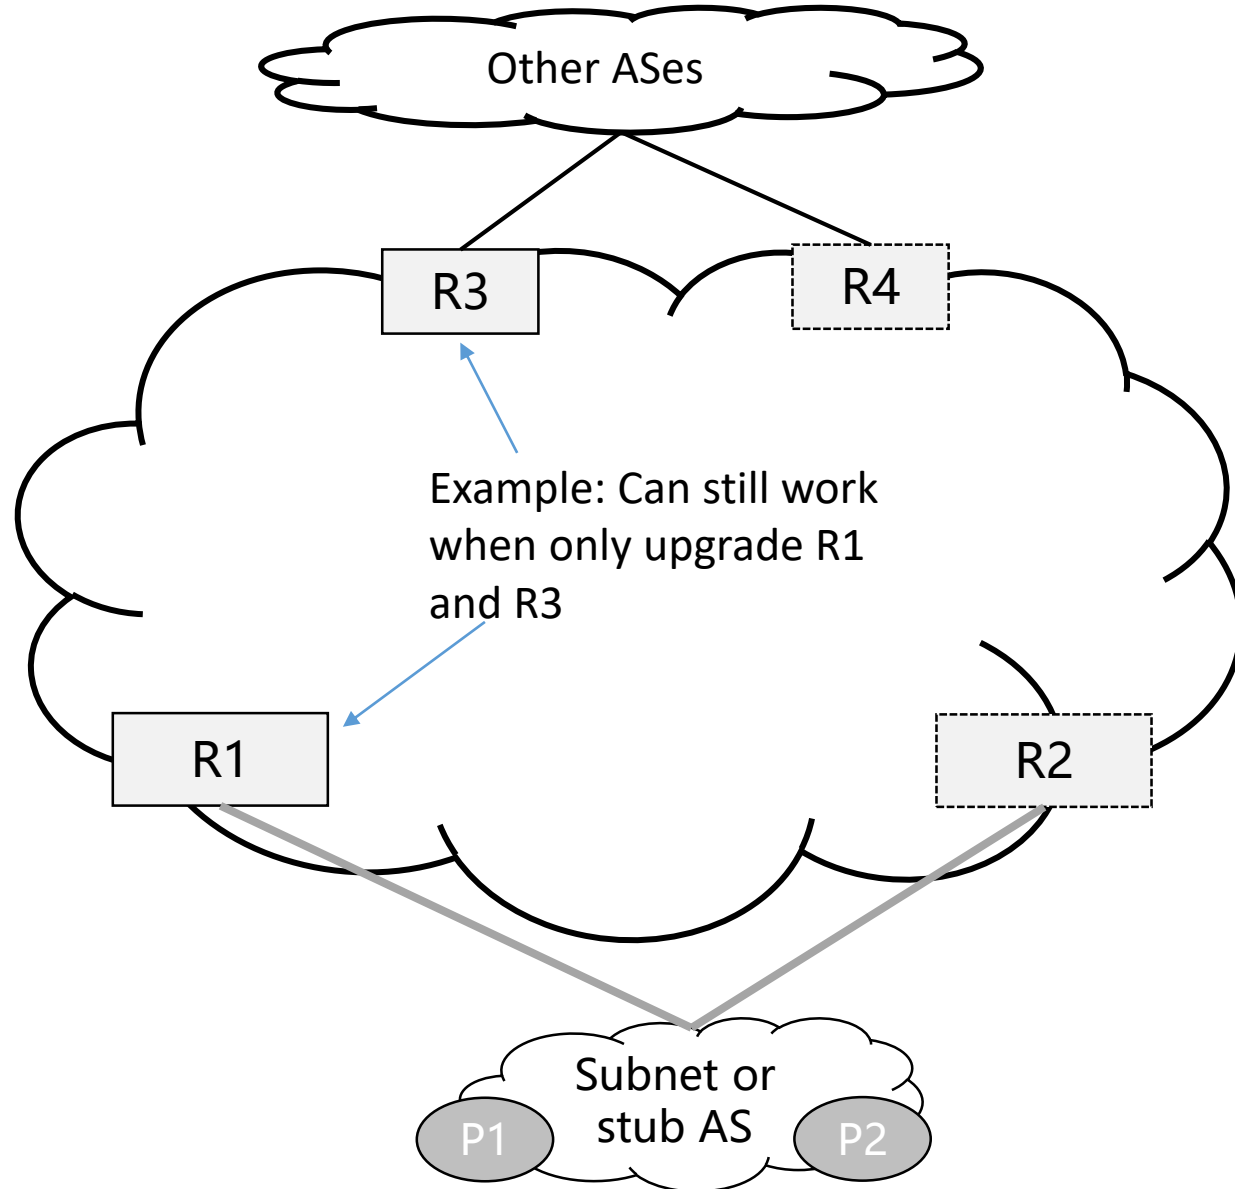 Other ASes
R3
R4
Example: Can still work
when only upgrade R1
and R3
R1
R2
Subnet or
stub AS
P1
P2